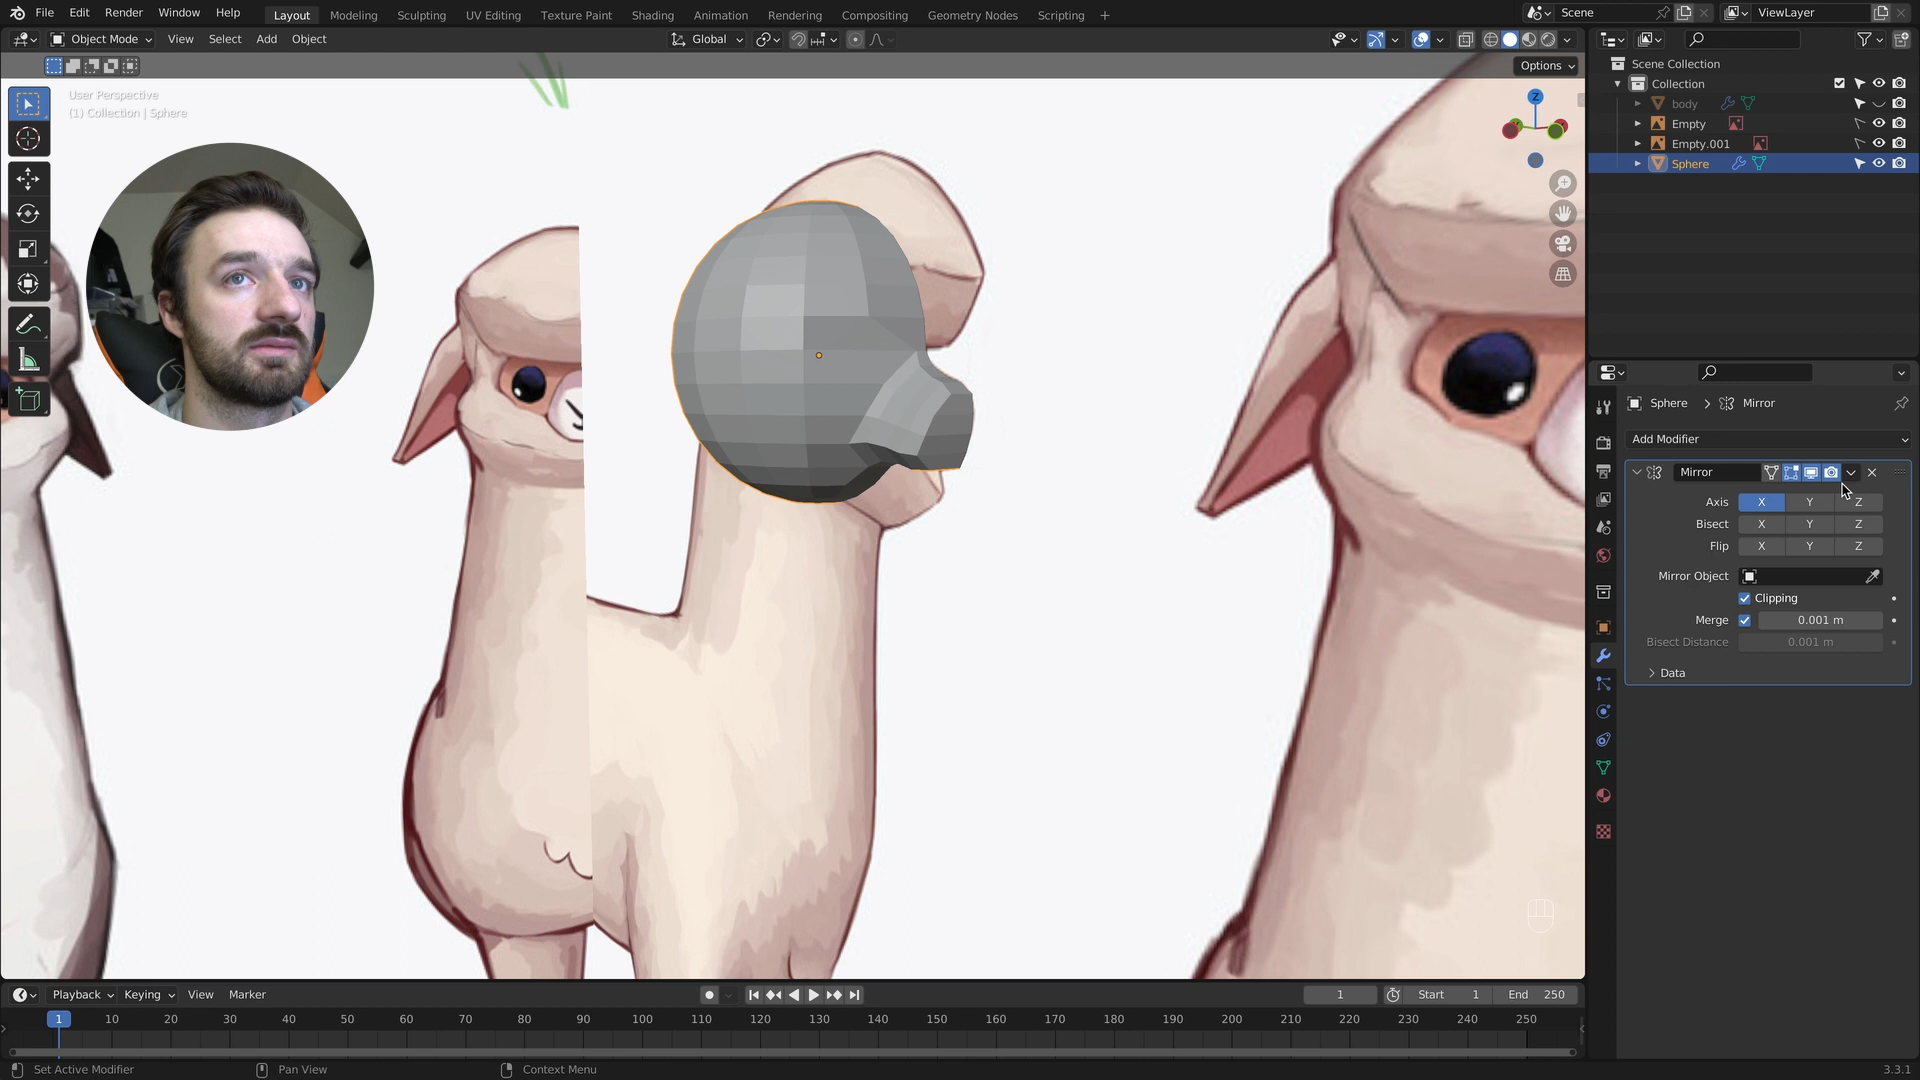 File Edit Render Window Help Layout Modeling Sculpting UV Editing Texture Paint Shading Animation Rendering Compositing Geometry Nodes Scripting + Scene ViewLayer
Object Mode View Select Add Object Global
Options
User Perspective
(1) Collection | Sphere
Z
Scene Collection
Collection
body
Empty
Empty.001
Sphere
Sphere > Mirror
Add Modifier
Mirror
Axis X Y Z
Bisect X Y Z
Flip X Y Z
Mirror Object
Clipping
Merge 0.001 m
Bisect Distance 0.001 m
Data
Playback Keying View Marker 1 Start 1 End 250
1 10 20 30 40 50 60 70 80 90 100 110 120 130 140 150 160 170 180 190 200 210 220 230 240 250
Set Active Modifier Pan View Context Menu 3.3.1